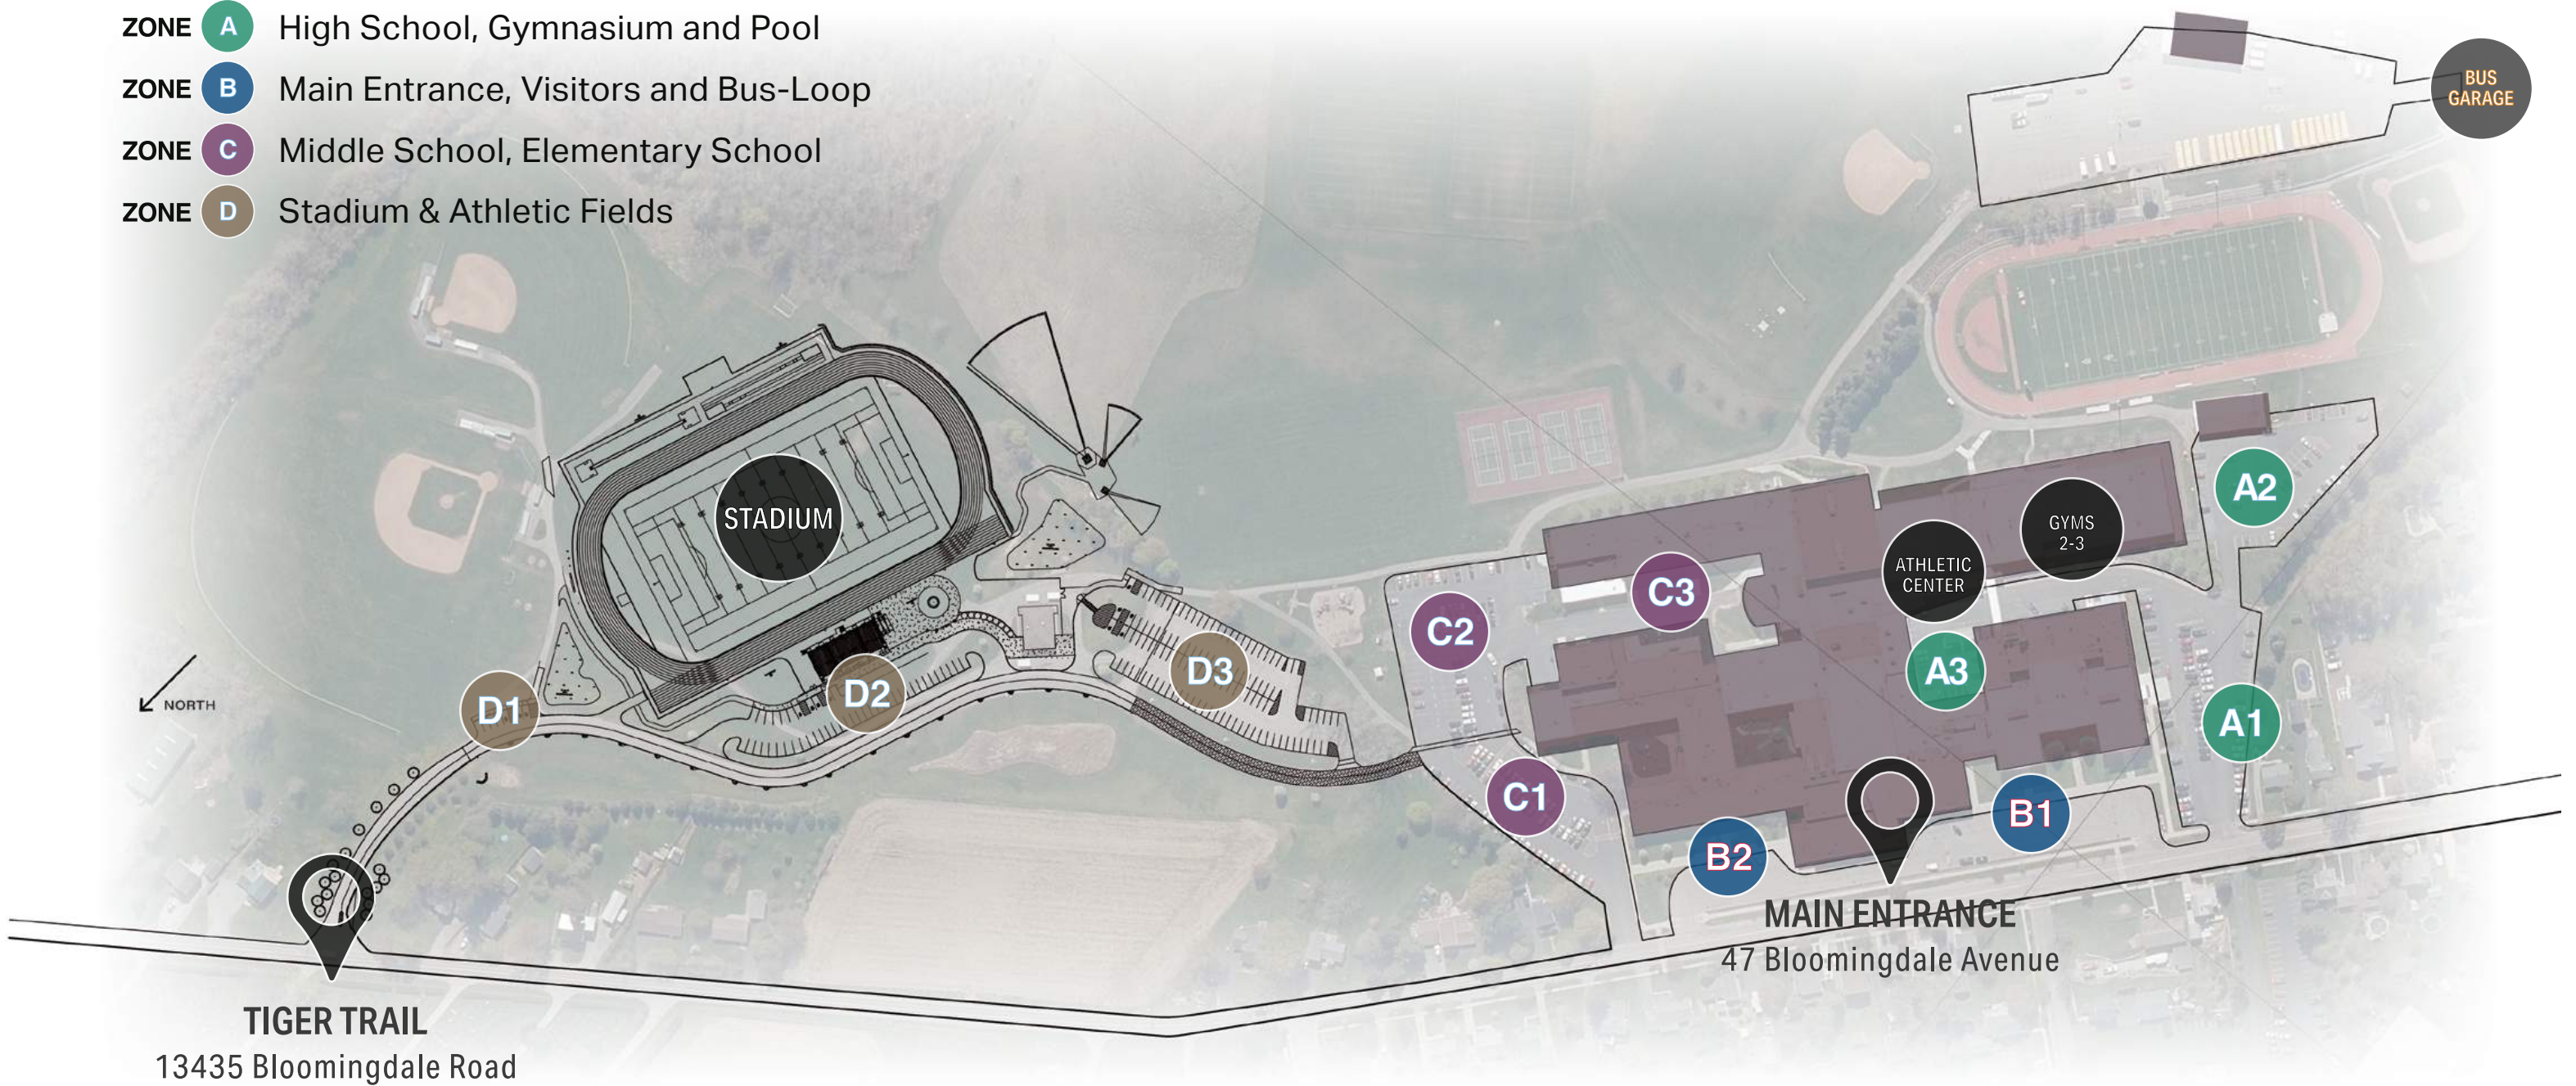 ZONE A High School, Gymnasium and Pool
ZONE B Main Entrance, Visitors and Bus-Loop
ZONE C Middle School, Elementary School
ZONE D Stadium & Athletic Fields
BUS
GARAGE
STADIUM
A2
GYMS
2-3
ATHLETIC
CENTER
C3
C2
A3
D3
D2
D1
A1
NORTH
C1
B1
B2
MAIN ENTRANCE
47 Bloomingdale Avenue
TIGER TRAIL
13435 Bloomingdale Road